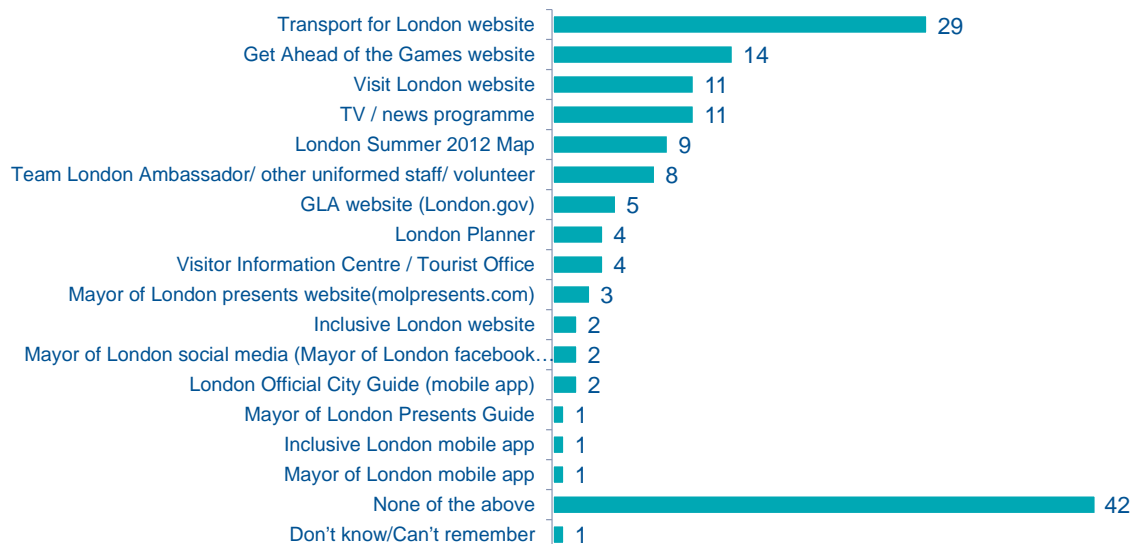 Transport for London website 29
Get Ahead of the Games website 14
Visit London website 11
TV / news programme 11
London Summer 2012 Map 9
Team London Ambassador/ other uniformed staff/ volunteer 8
GLA website (London.gov) 5
London Planner 4
Visitor Information Centre / Tourist Office 4
Mayor of London presents website(molpresents.com) 3
Inclusive London website 2
Mayor of London social media (Mayor of London facebook… 2
London Official City Guide (mobile app) 2
Mayor of London Presents Guide 1
Inclusive London mobile app 1
Mayor of London mobile app 1
None of the above 42
Don’t know/Can’t remember 1